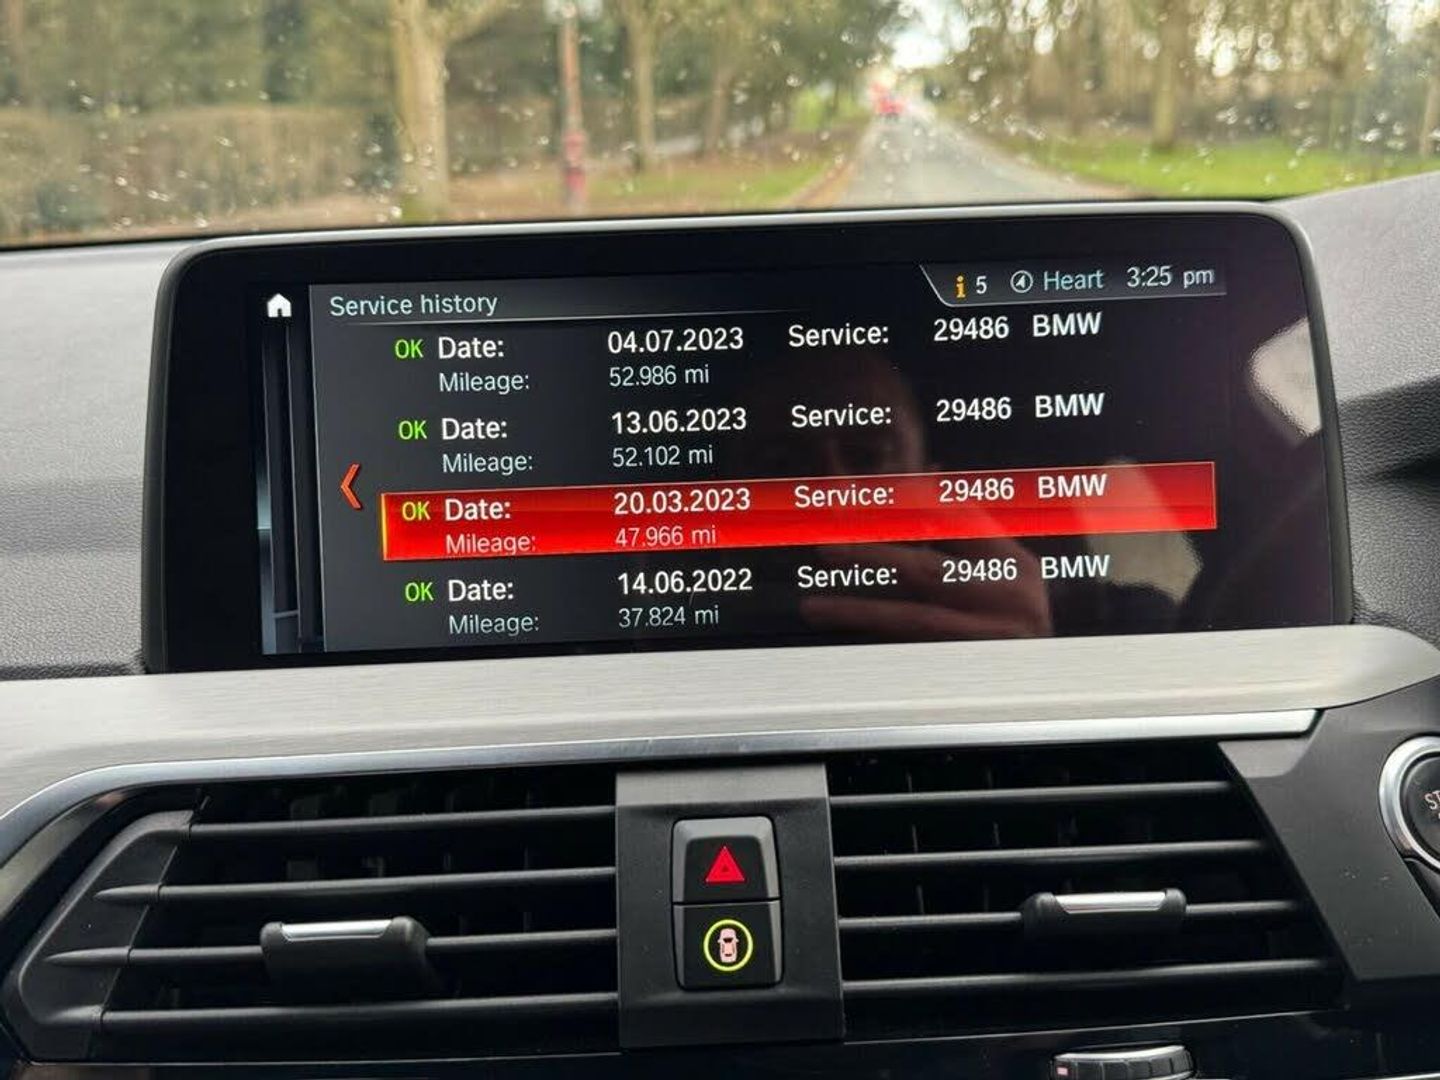 Service history
i 5 Heart 3:25 pm
OK Date: 04.07.2023 Service: 29486 BMW
Mileage: 52.986 mi
OK Date: 13.06.2023 Service: 29486 BMW
Mileage: 52.102 mi
OK Date: 20.03.2023 Service: 29486 BMW
Mileage: 47.966 mi
OK Date: 14.06.2022 Service: 29486 BMW
Mileage: 37.824 mi